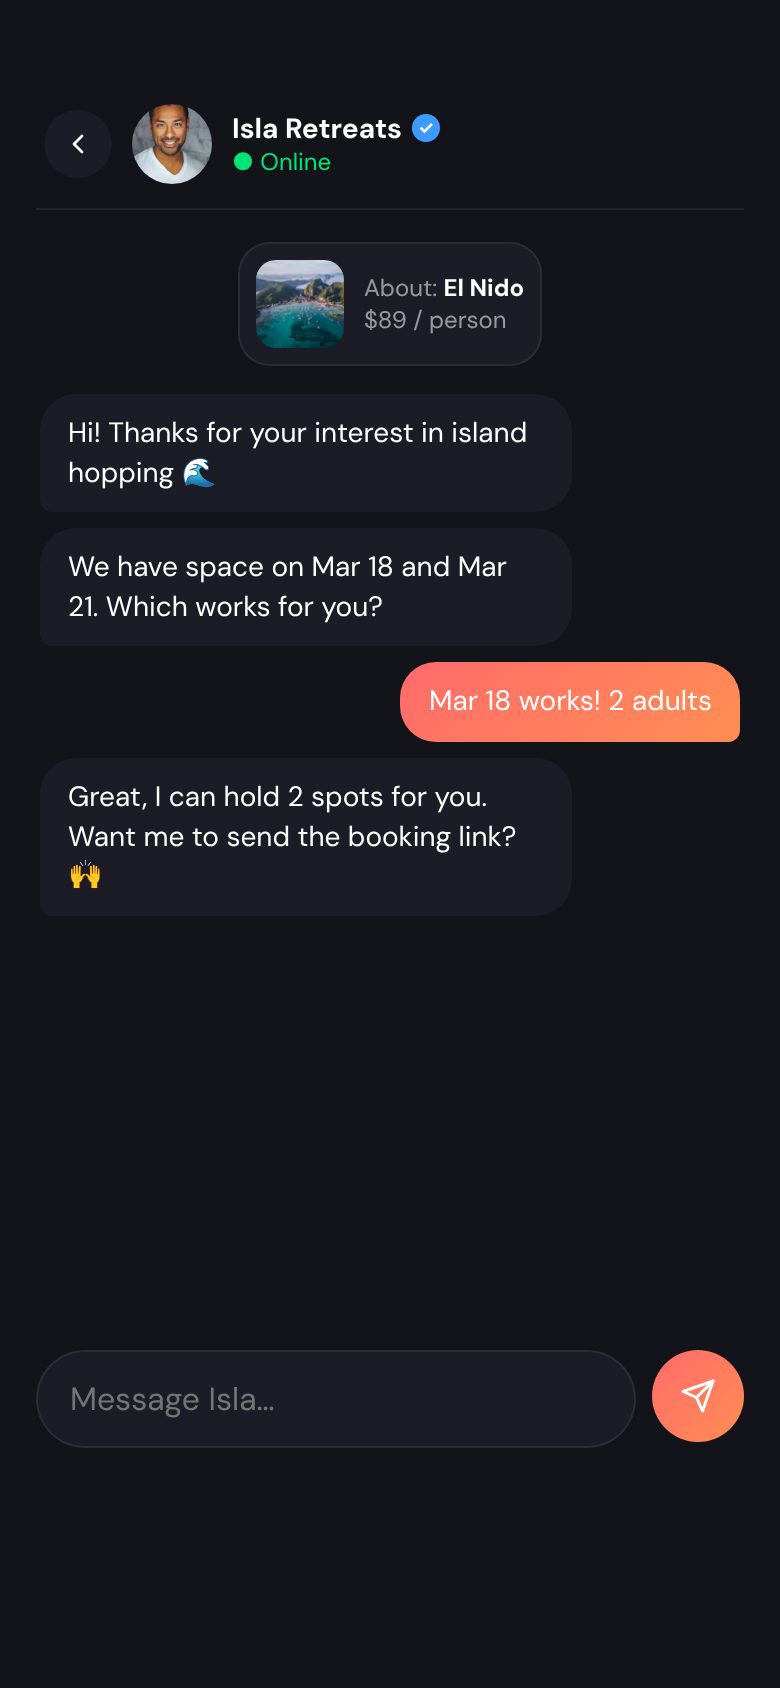 Isla Retreats
Online
About: El Nido
$89 / person
Hi! Thanks for your interest in island
hopping 🌊
We have space on Mar 18 and Mar
21. Which works for you?
Mar 18 works! 2 adults
Great, I can hold 2 spots for you.
Want me to send the booking link?
🙌
Message Isla...